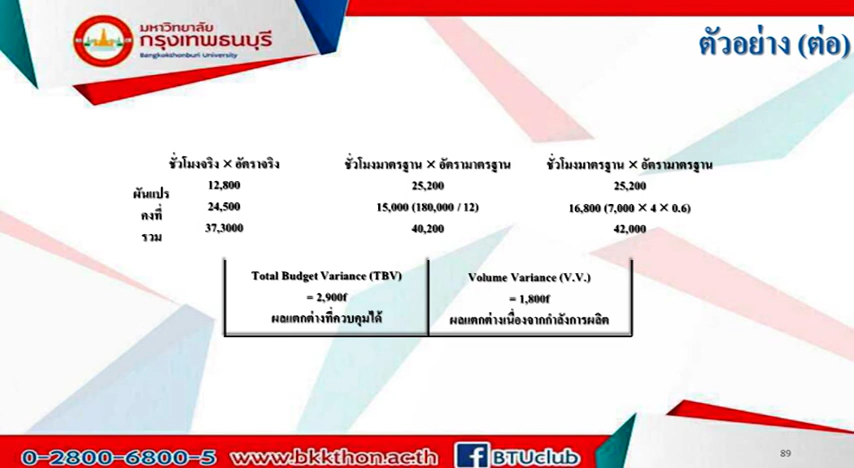 มหาวิทยาลัย
กรุงเทพธนบุรี
Bangkokthonburi University
ตัวอย่าง (ต่อ)
ชั่วโมงจริง × อัตราจริง ชั่วโมงมาตรฐาน × อัตรามาตรฐาน ชั่วโมงมาตรฐาน × อัตรามาตรฐาน
ผันแปร 12,800 25,200 25,200
คงที่ 24,500 15,000 (180,000 / 12) 16,800 (7,000 × 4 × 0.6)
รวม 37,3000 40,200 42,000
Total Budget Variance (TBV) Volume Variance (V.V.)
= 2,900f = 1,800f
ผลแตกต่างที่ควบคุมได้ ผลแตกต่างเนื่องจากกำลังการผลิต
0-2800-6800-5 www.bkkthon.ac.th f BTUclub 89